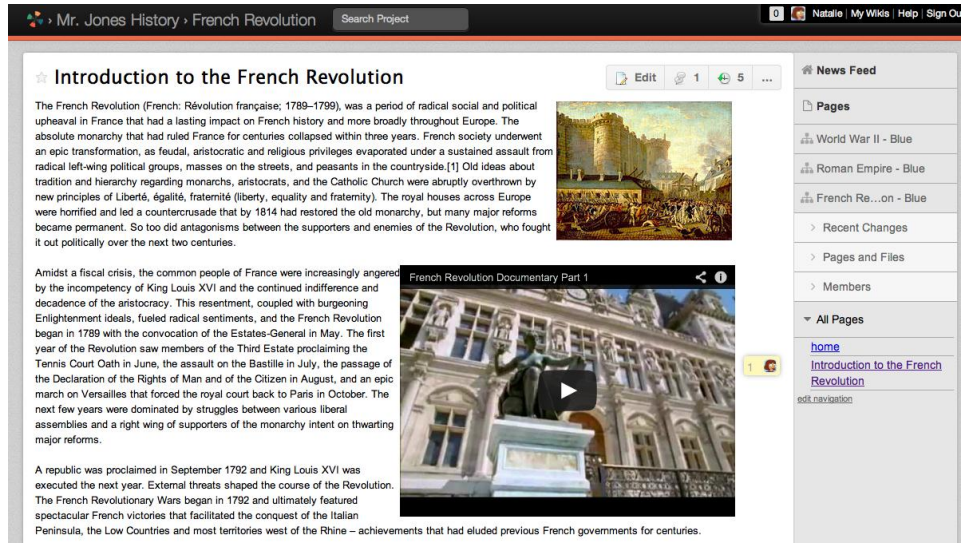 › Mr. Jones History › French Revolution
Search Project
0 Natalie | My Wikis | Help | Sign Ou
Introduction to the French Revolution
Edit
1
5
...
The French Revolution (French: Révolution française; 1789–1799), was a period of radical social and political
upheaval in France that had a lasting impact on French history and more broadly throughout Europe. The
absolute monarchy that had ruled France for centuries collapsed within three years. French society underwent
an epic transformation, as feudal, aristocratic and religious privileges evaporated under a sustained assault from
radical left-wing political groups, masses on the streets, and peasants in the countryside.[1] Old ideas about
tradition and hierarchy regarding monarchs, aristocrats, and the Catholic Church were abruptly overthrown by
new principles of Liberté, égalité, fraternité (liberty, equality and fraternity). The royal houses across Europe
were horrified and led a countercrusade that by 1814 had restored the old monarchy, but many major reforms
became permanent. So too did antagonisms between the supporters and enemies of the Revolution, who fought
it out politically over the next two centuries.
Amidst a fiscal crisis, the common people of France were increasingly angered
by the incompetency of King Louis XVI and the continued indifference and
decadence of the aristocracy. This resentment, coupled with burgeoning
Enlightenment ideals, fueled radical sentiments, and the French Revolution
began in 1789 with the convocation of the Estates-General in May. The first
year of the Revolution saw members of the Third Estate proclaiming the
Tennis Court Oath in June, the assault on the Bastille in July, the passage of
the Declaration of the Rights of Man and of the Citizen in August, and an epic
march on Versailles that forced the royal court back to Paris in October. The
next few years were dominated by struggles between various liberal
assemblies and a right wing of supporters of the monarchy intent on thwarting
major reforms.
A republic was proclaimed in September 1792 and King Louis XVI was
executed the next year. External threats shaped the course of the Revolution.
The French Revolutionary Wars began in 1792 and ultimately featured
spectacular French victories that facilitated the conquest of the Italian
Peninsula, the Low Countries and most territories west of the Rhine – achievements that had eluded previous French governments for centuries.
French Revolution Documentary Part 1
1
News Feed
Pages
World War II - Blue
Roman Empire - Blue
French Re...on - Blue
> Recent Changes
> Pages and Files
> Members
All Pages
home
Introduction to the French
Revolution
edit navigation